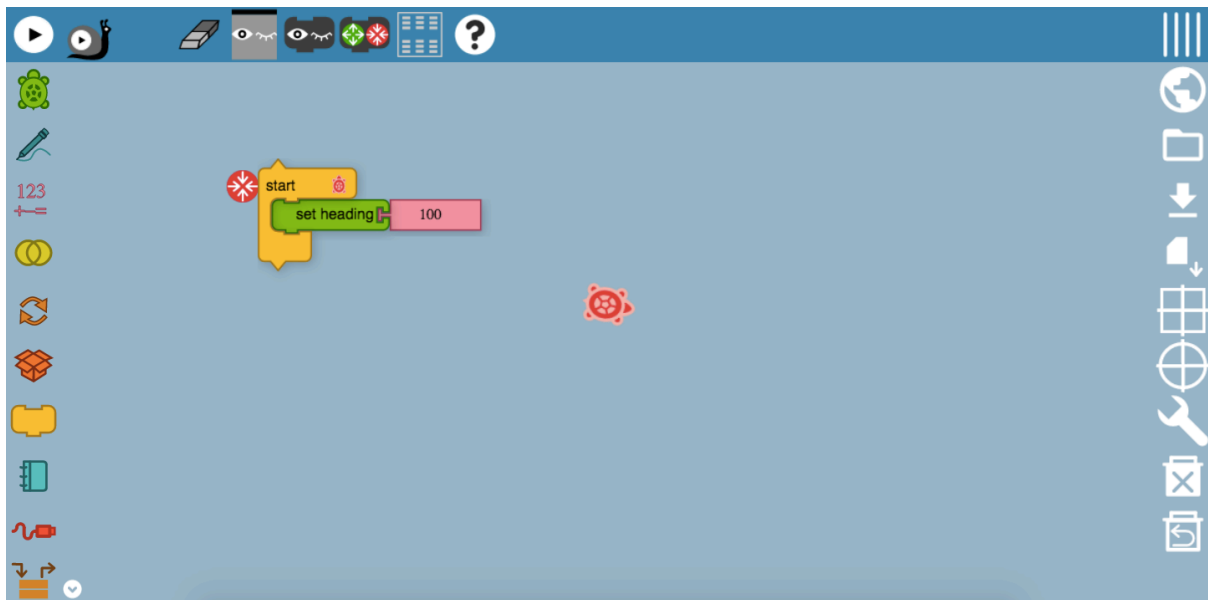 ?
123
+−=
start
set heading 100